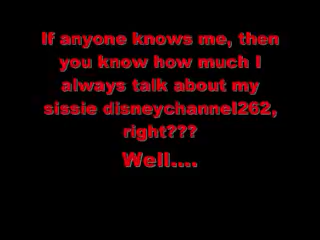 If anyone knows me, then
you know how much I
always talk about my
sissie disneychannel262,
right???
Well....